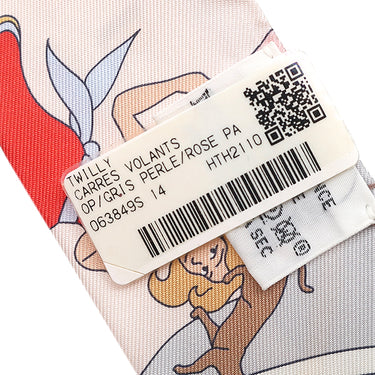 TWILLY
CARRES VOLANTS
OP/GRIS PERLE/ROSE PA
063849S 14 HTH2110